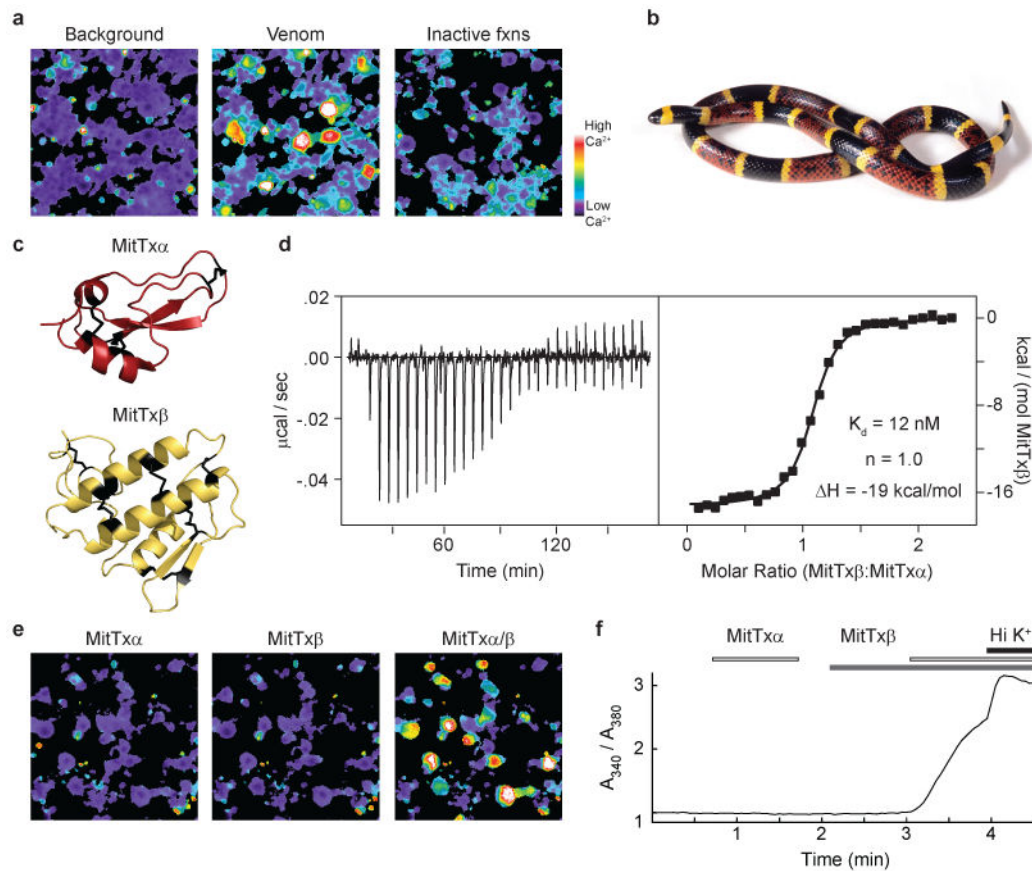 a
Background
Venom
Inactive fxns
High
Ca2+
Low
Ca2+
b
c
MitTxα
MitTxβ
d
.02
.00
-.02
-.04
μcal / sec
60
120
Time (min)
Kd = 12 nM
n = 1.0
ΔH = -19 kcal/mol
0
-8
-16
kcal / (mol MitTxβ)
0
1
2
Molar Ratio (MitTxβ:MitTxα)
e
MitTxα
MitTxβ
MitTxα/β
f
MitTxα
MitTxβ
Hi K+
3
2
1
A340 / A380
1
2
3
4
Time (min)